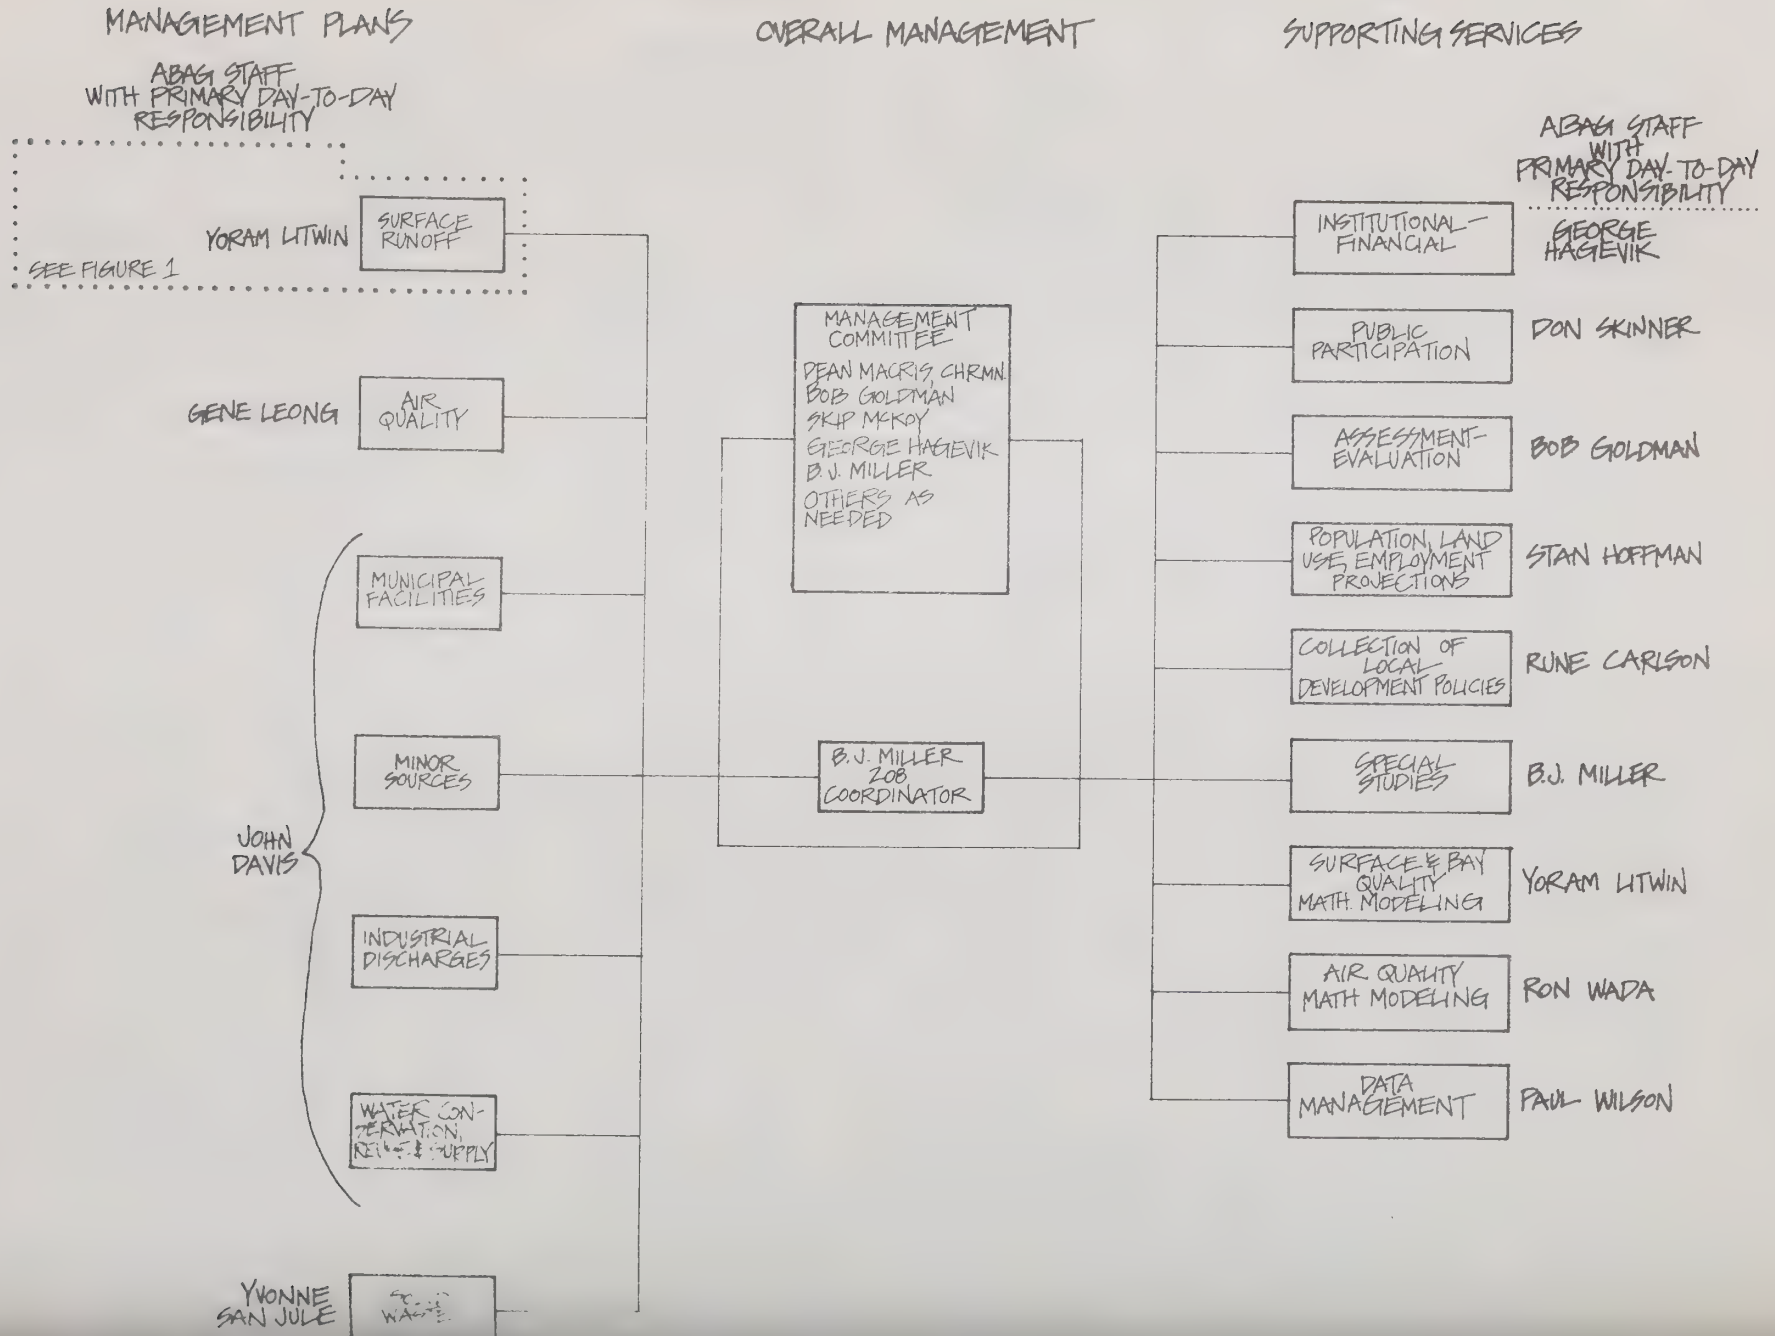 MANAGEMENT PLANS
ABAG STAFF
WITH PRIMARY DAY-TO-DAY
RESPONSIBILITY
YORAM LITWIN
SURFACE
RUNOFF
SEE FIGURE 1
GENE LEONG
AIR
QUALITY
MUNICIPAL
FACILITIES
MINOR
SOURCES
JOHN
DAVIS
INDUSTRIAL
DISCHARGES
WATER CON-
SERVATION,
REUSE & SUPPLY
YVONNE
SAN JULE
WASTE
OVERALL MANAGEMENT
MANAGEMENT
COMMITTEE
DEAN MACRIS, CHRMN.
BOB GOLDMAN
SKIP MCKOY
GEORGE HAGEVIK
B.J. MILLER
OTHERS AS
NEEDED
B.J. MILLER
208
COORDINATOR
SUPPORTING SERVICES
ABAG STAFF
WITH
PRIMARY DAY-TO-DAY
RESPONSIBILITY
INSTITUTIONAL-
FINANCIAL
GEORGE
HAGEVIK
PUBLIC
PARTICIPATION
DON SKINNER
ASSESSMENT-
EVALUATION
BOB GOLDMAN
POPULATION, LAND
USE, EMPLOYMENT
PROJECTIONS
STAN HOFFMAN
COLLECTION OF
LOCAL
DEVELOPMENT POLICIES
RUNE CARLSON
SPECIAL
STUDIES
B.J. MILLER
SURFACE & BAY
QUALITY
MATH. MODELING
YORAM LITWIN
AIR QUALITY
MATH MODELING
RON WADA
DATA
MANAGEMENT
PAUL WILSON